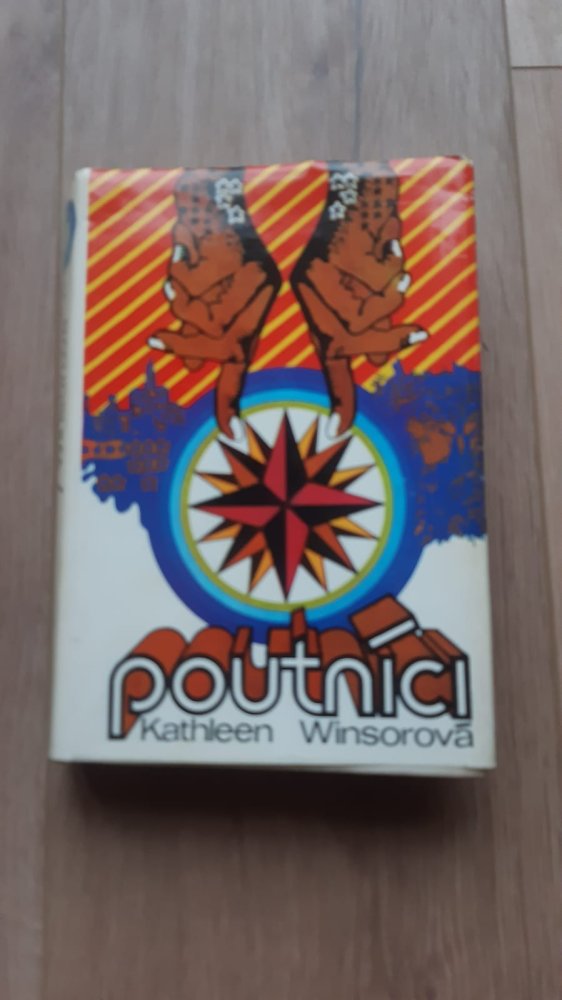 poutníci
Kathleen Winsorová